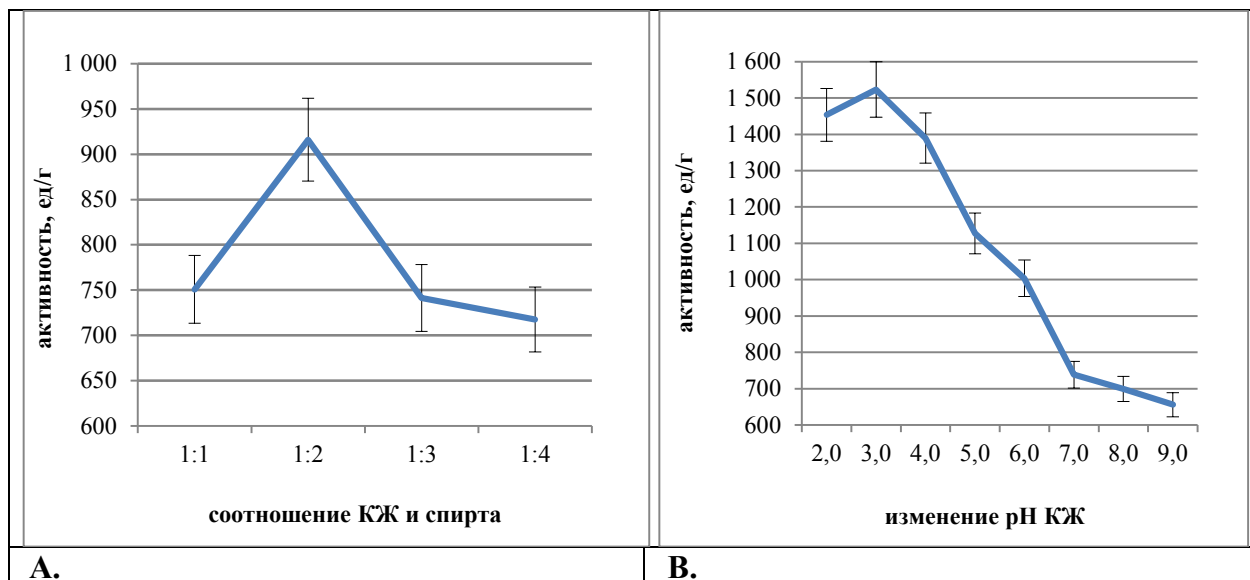 1 000
950
900
850
800
750
700
650
600
активность, ед/г
1:1 1:2 1:3 1:4
соотношение КЖ и спирта
А.
1 600
1 500
1 400
1 300
1 200
1 100
1 000
900
800
700
600
активность, ед/г
2,0 3,0 4,0 5,0 6,0 7,0 8,0 9,0
изменение pH КЖ
В.